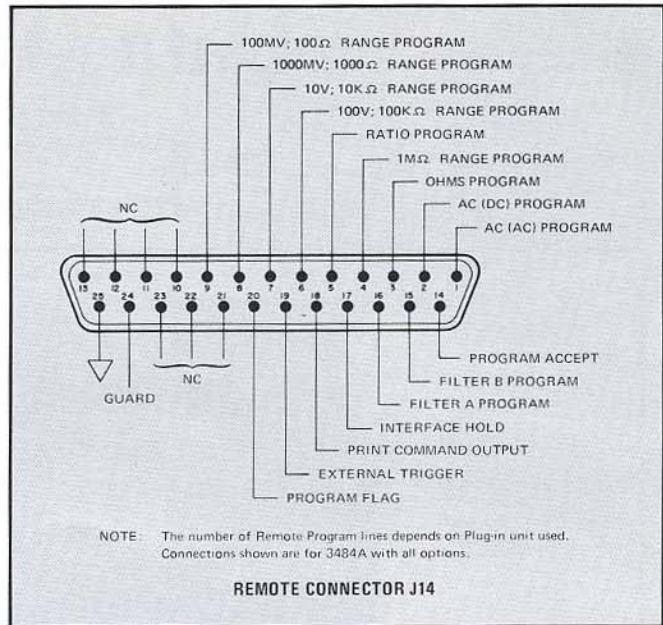 100MV; 100Ω RANGE PROGRAM
1000MV; 1000Ω RANGE PROGRAM
10V; 10KΩ RANGE PROGRAM
100V; 100KΩ RANGE PROGRAM
RATIO PROGRAM
1MΩ RANGE PROGRAM
OHMS PROGRAM
AC (DC) PROGRAM
AC (AC) PROGRAM
NC
13 12 11 10 9 8 7 6 5 4 3 2 1
25 24 23 22 21 20 19 18 17 16 15 14
PROGRAM ACCEPT
NC
FILTER B PROGRAM
GUARD
FILTER A PROGRAM
INTERFACE HOLD
PRINT COMMAND OUTPUT
EXTERNAL TRIGGER
PROGRAM FLAG
NOTE: The number of Remote Program lines depends on Plug-in unit used.
Connections shown are for 3484A with all options.
REMOTE CONNECTOR J14